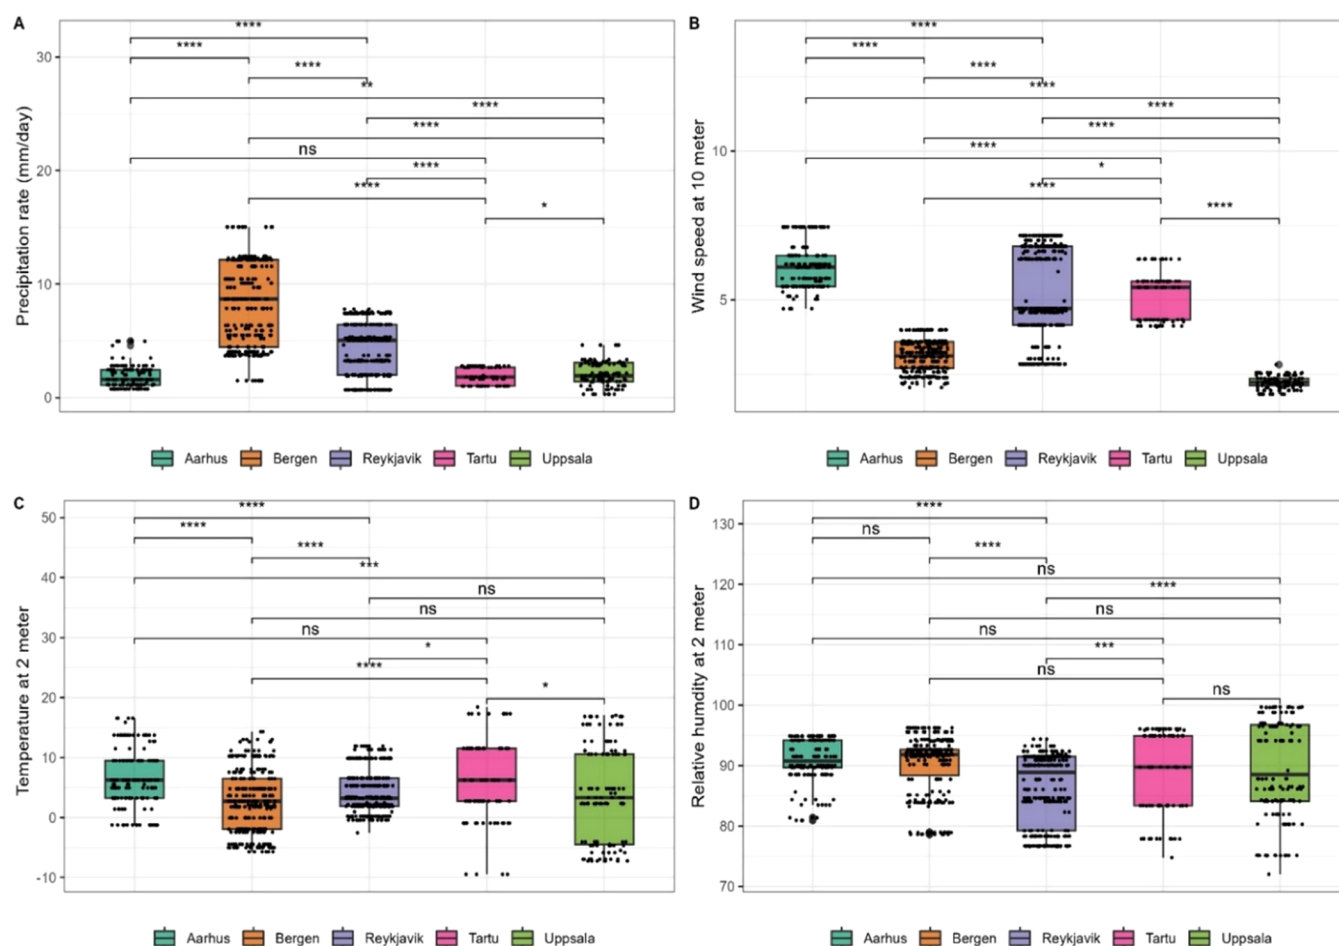 A
B
****
****
****
**
****
****
ns
****
****
*
30
20
10
0
Precipitation rate (mm/day)
****
****
****
****
****
****
****
*
****
****
10
5
Wind speed at 10 meter
Aarhus Bergen Reykjavik Tartu Uppsala
Aarhus Bergen Reykjavik Tartu Uppsala
C
D
****
****
****
***
ns
ns
ns
*
****
*
50
40
30
20
10
0
-10
Temperature at 2 meter
****
ns
****
ns
****
ns
ns
***
ns
ns
130
120
110
100
90
80
70
Relative humdity at 2 meter
Aarhus Bergen Reykjavik Tartu Uppsala
Aarhus Bergen Reykjavik Tartu Uppsala